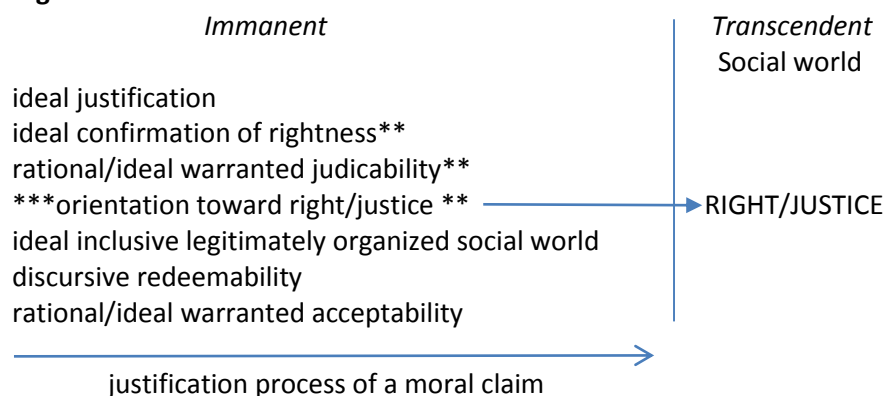 Immanent Transcendent
Social world
ideal justification
ideal confirmation of rightness**
rational/ideal warranted judicability**
***orientation toward right/justice ** RIGHT/JUSTICE
ideal inclusive legitimately organized social world
discursive redeemability
rational/ideal warranted acceptability
justification process of a moral claim